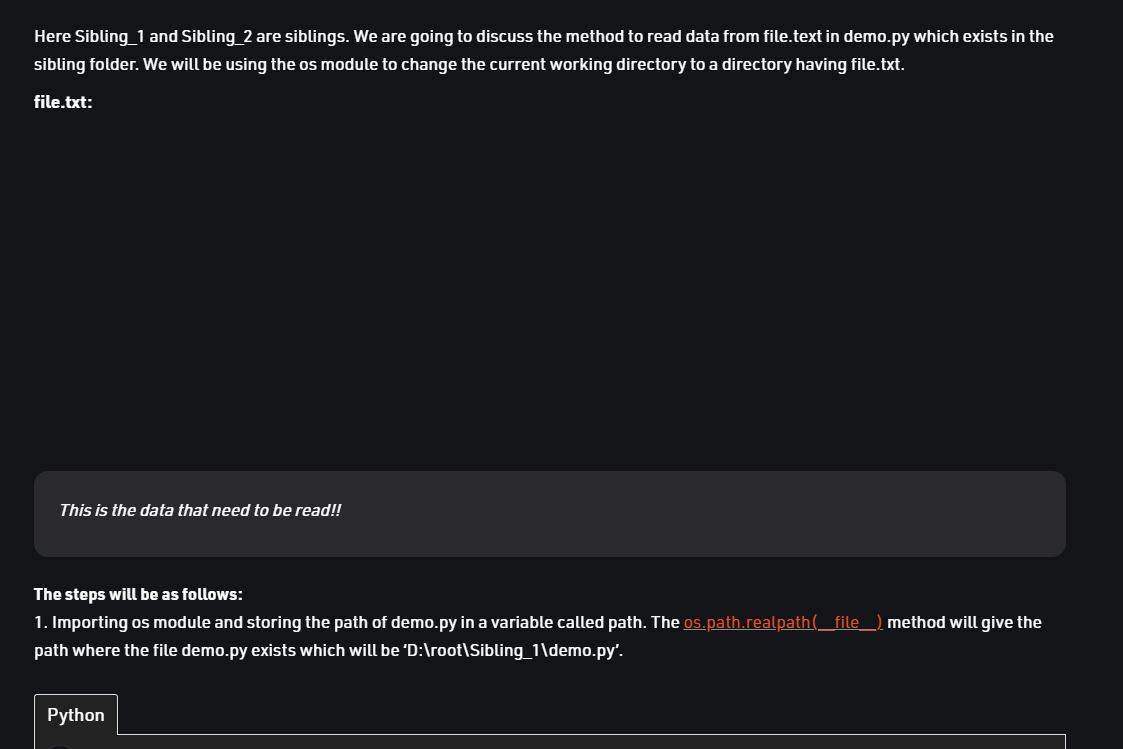 Here Sibling_1 and Sibling_2 are siblings. We are going to discuss the method to read data from file.text in demo.py which exists in the
sibling folder. We will be using the os module to change the current working directory to a directory having file.txt.
file.txt:
This is the data that need to be read!!
The steps will be as follows:
1. Importing os module and storing the path of demo.py in a variable called path. The os.path.realpath(__file__) method will give the
path where the file demo.py exists which will be ‘D:\root\Sibling_1\demo.py’.
Python